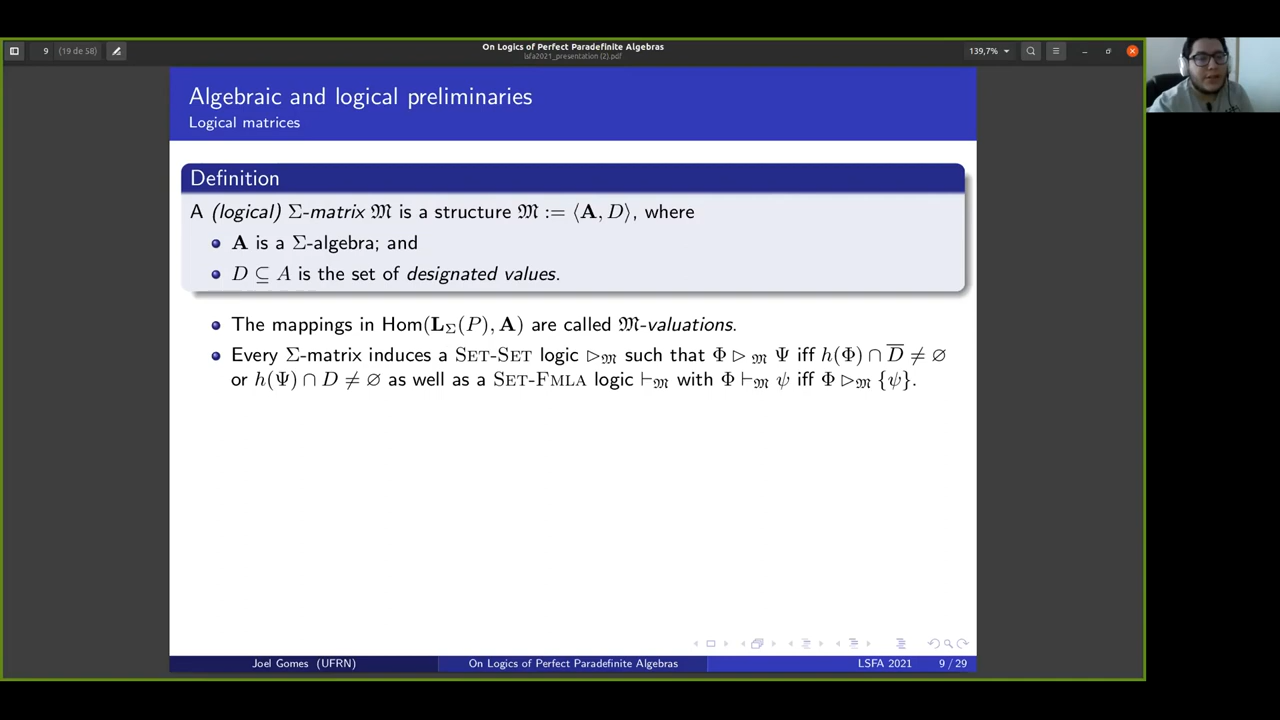 9 (19 de 58)
On Logics of Perfect Paradefinite Algebras
lsfa2021_presentation (2).pdf
139,7%
Algebraic and logical preliminaries
Logical matrices
Definition
A (logical) Σ-matrix 𝔐 is a structure 𝔐 := ⟨𝐀, D⟩, where
• 𝐀 is a Σ-algebra; and
• D ⊆ A is the set of designated values.
• The mappings in Hom(𝐋_Σ(P), 𝐀) are called 𝔐-valuations.
• Every Σ-matrix induces a SET-SET logic ▷_𝔐 such that Φ ▷_𝔐 Ψ iff h(Φ) ∩ D̅ ≠ ∅
or h(Ψ) ∩ D ≠ ∅ as well as a SET-FMLA logic ⊢_𝔐 with Φ ⊢_𝔐 ψ iff Φ ▷_𝔐 {ψ}.
Joel Gomes (UFRN) On Logics of Perfect Paradefinite Algebras LSFA 2021 9 / 29